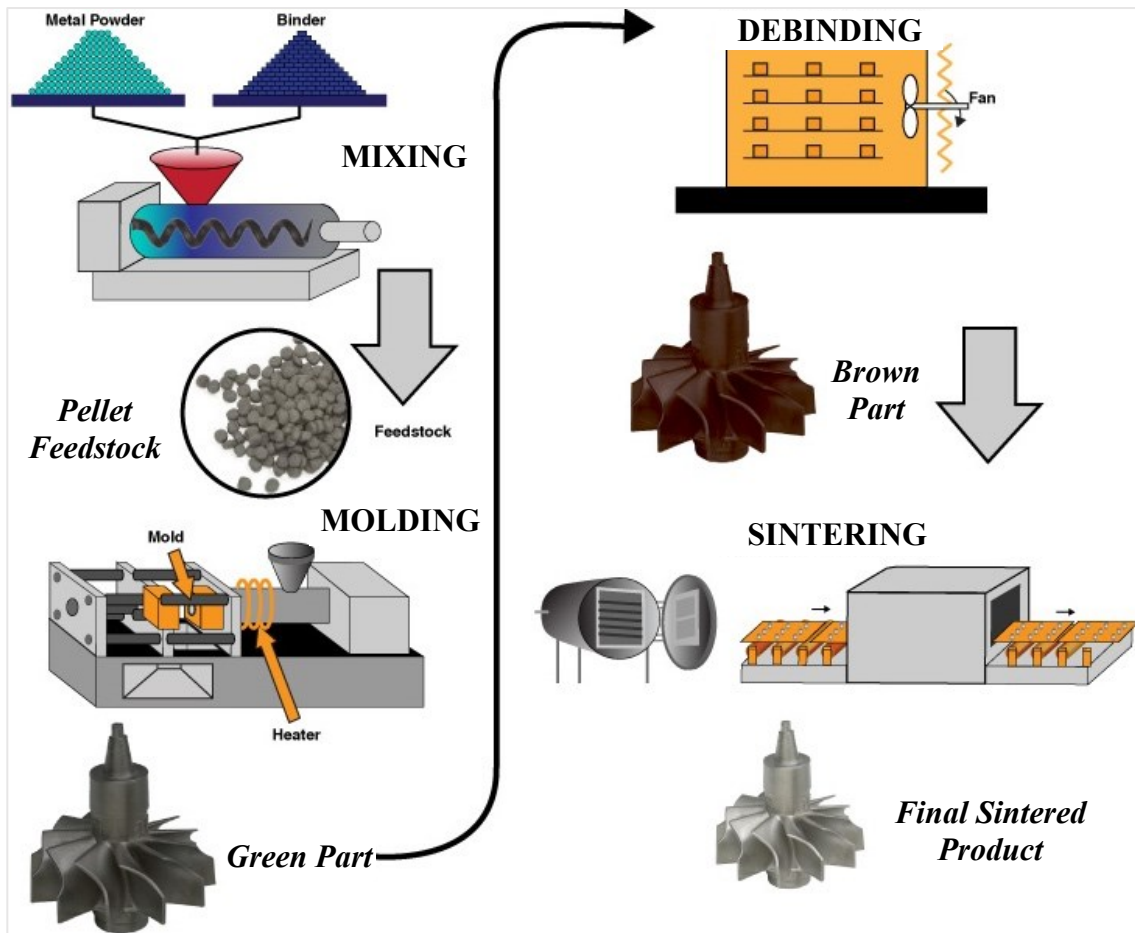 Metal Powder
Binder
MIXING
Pellet
Feedstock
Feedstock
MOLDING
Mold
Heater
Green Part
DEBINDING
Fan
Brown
Part
SINTERING
Final Sintered
Product